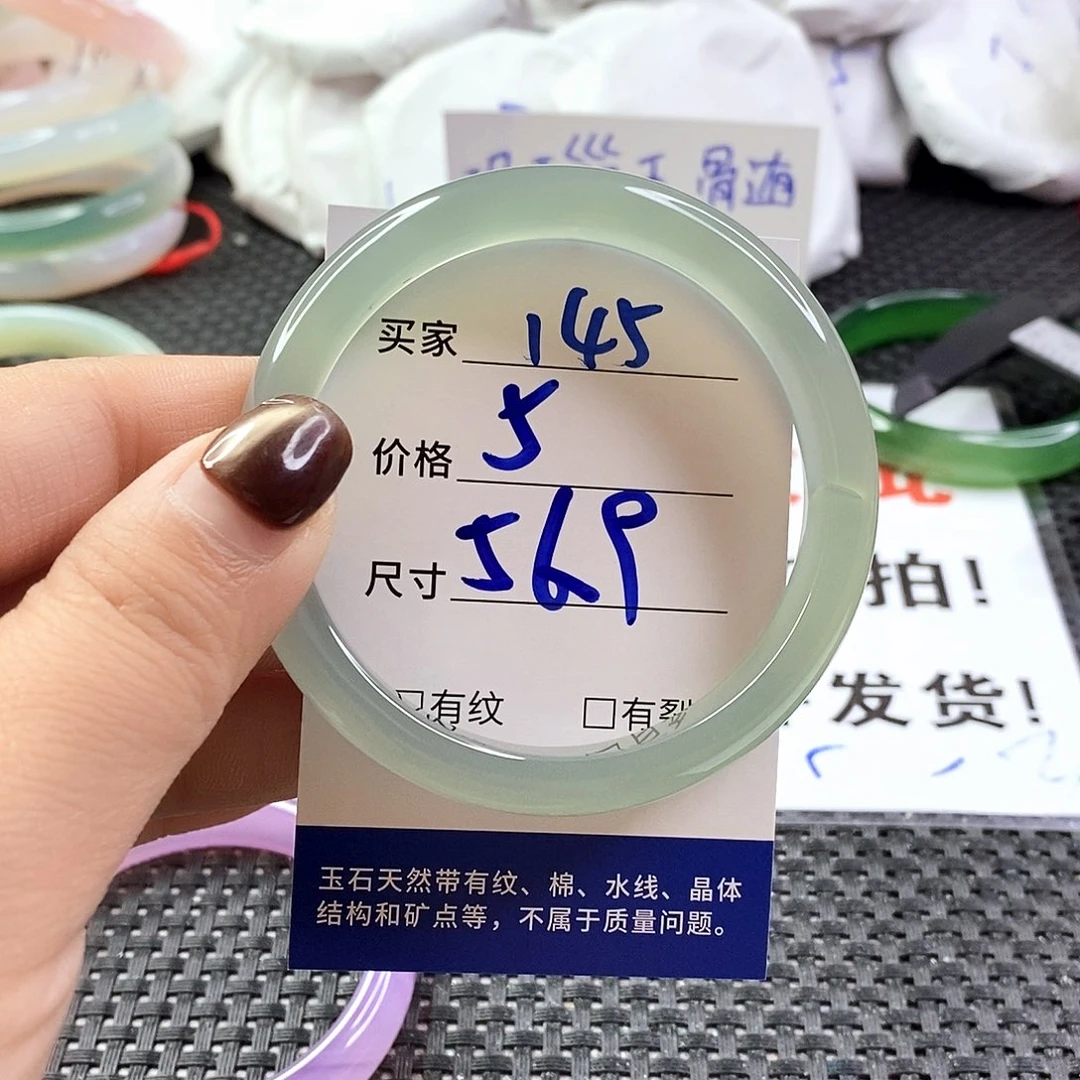 骨遒
买家 145
价格 5
尺寸 569
□有纹 □有裂
玉石天然带有纹、棉、水线、晶体
结构和矿点等，不属于质量问题。
拍！
发货！